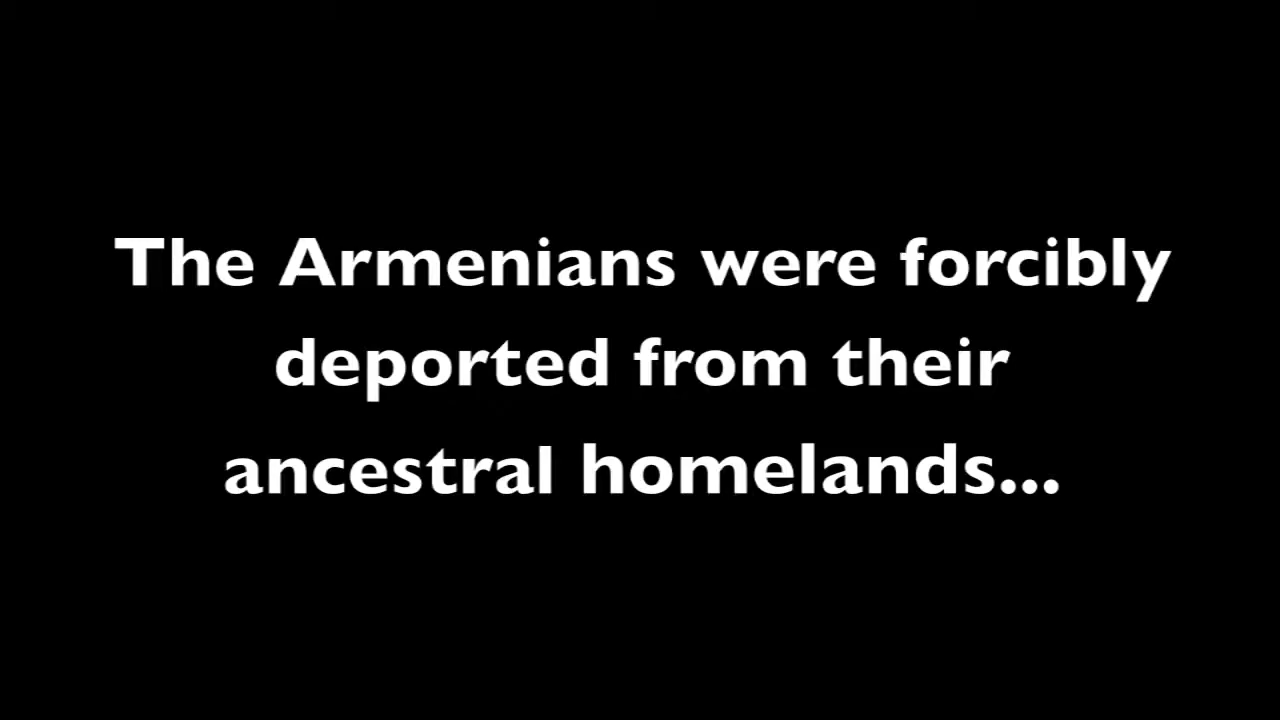 The Armenians were forcibly
deported from their
ancestral homelands...